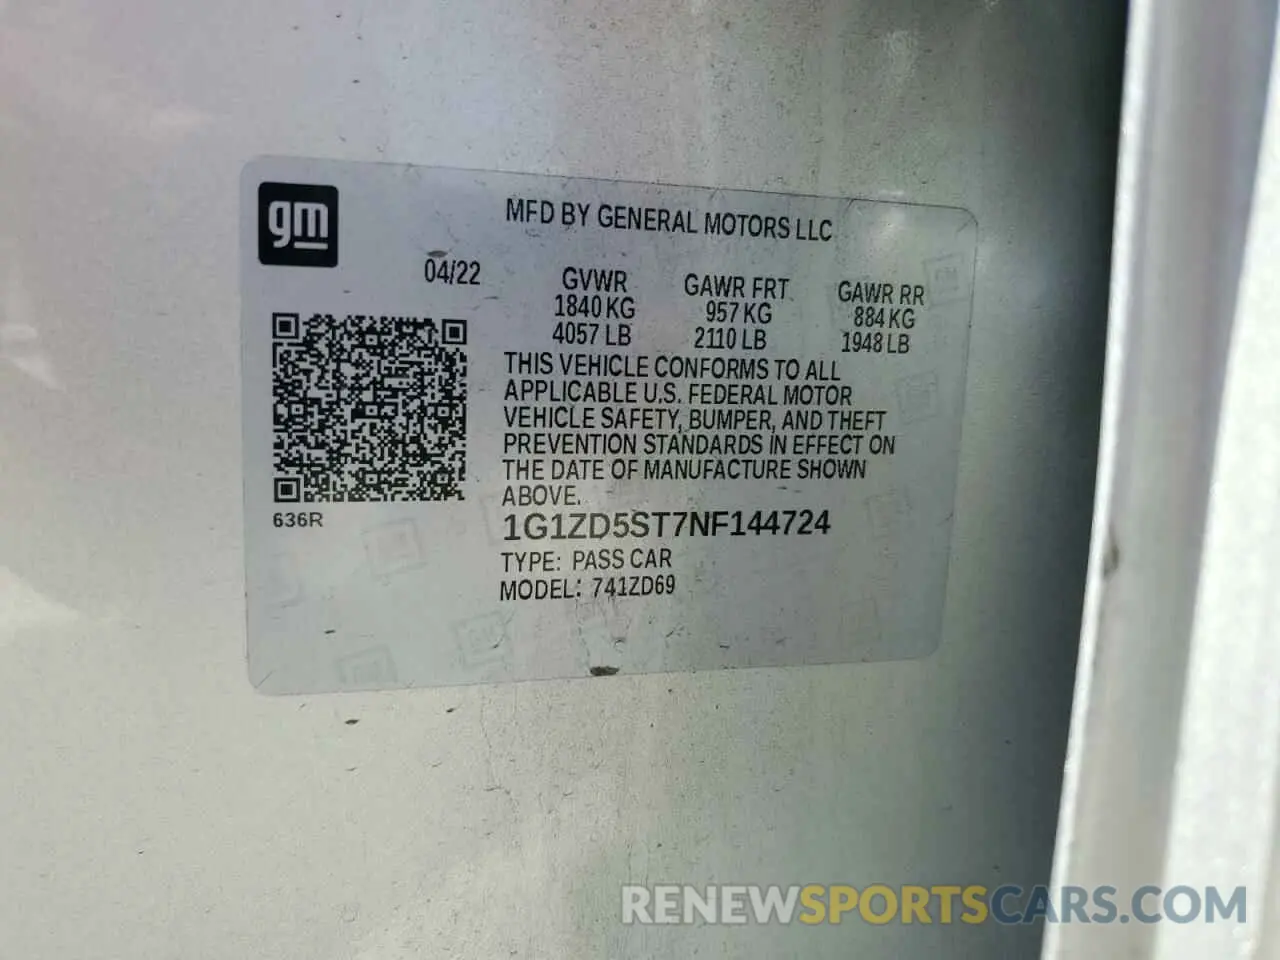 gm
MFD BY GENERAL MOTORS LLC
04/22
GVWR GAWR FRT GAWR RR
1840 KG 957 KG 884 KG
4057 LB 2110 LB 1948 LB
THIS VEHICLE CONFORMS TO ALL
APPLICABLE U.S. FEDERAL MOTOR
VEHICLE SAFETY, BUMPER, AND THEFT
PREVENTION STANDARDS IN EFFECT ON
THE DATE OF MANUFACTURE SHOWN
ABOVE.
636R
1G1ZD5ST7NF144724
TYPE: PASS CAR
MODEL: 741ZD69
RENEWSPORTSCARS.COM